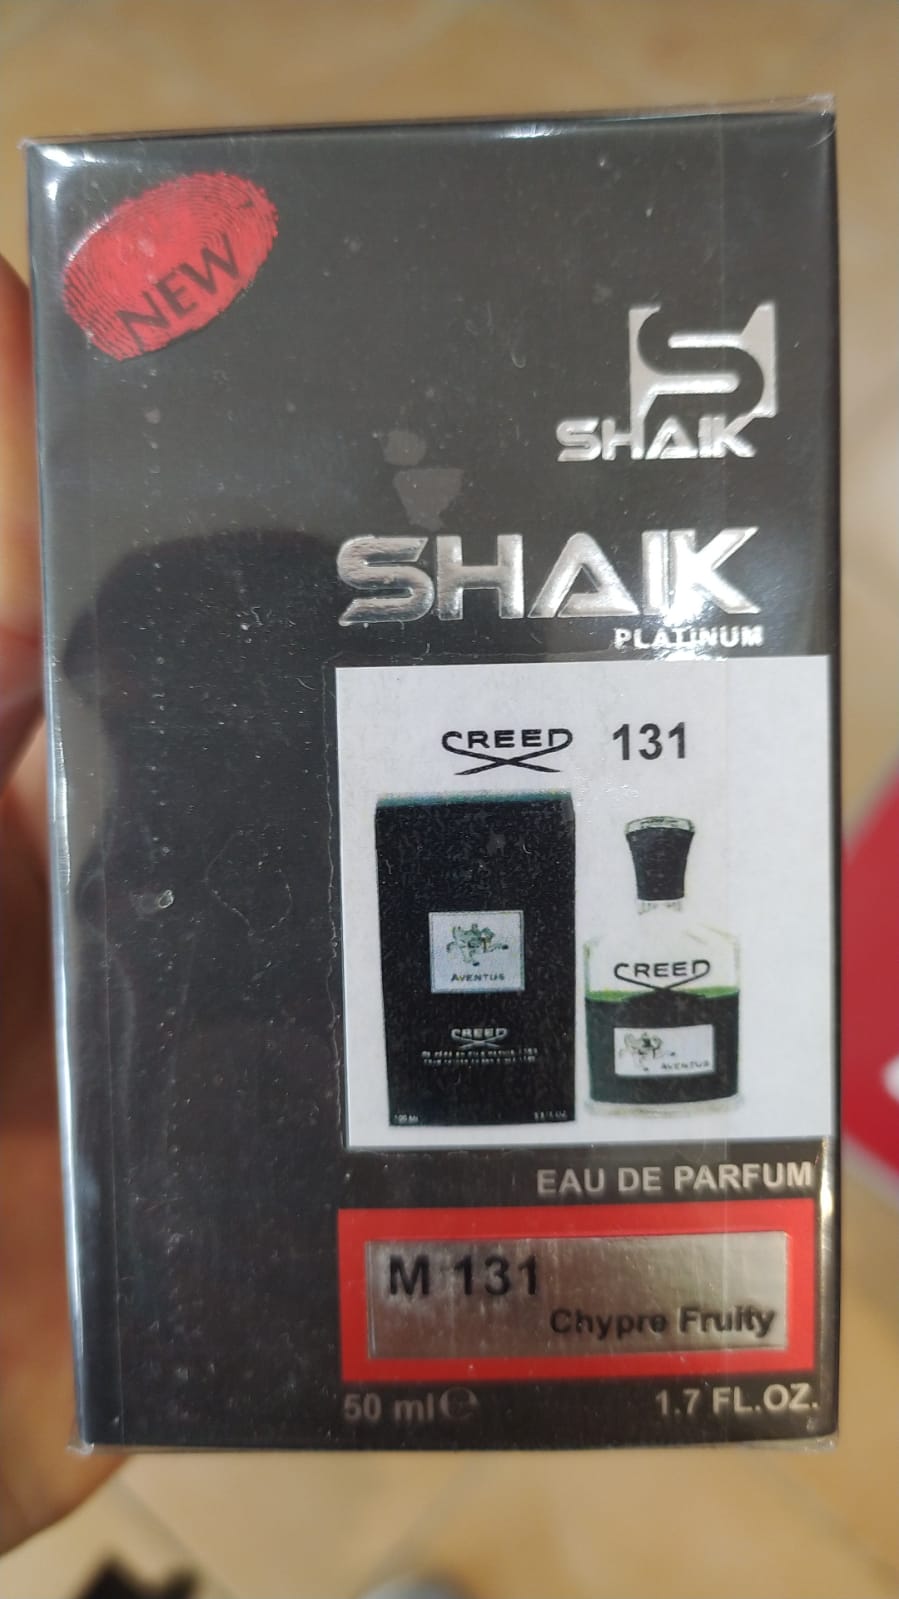 NEW
SHAIK
SHAIK
PLATINUM
CREED 131
AVENTUS
CREED
CREED
AVENTUS
EAU DE PARFUM
M 131
Chypre Fruity
50 ml ℮ 1.7 FL.OZ.